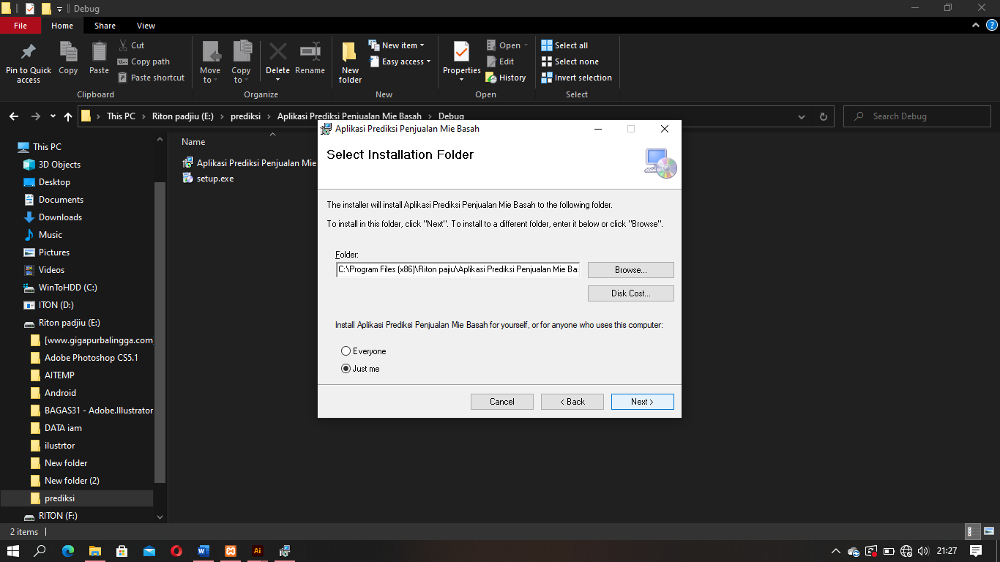 Debug
File Home Share View
Pin to Quick access
Copy
Paste
Cut
Copy path
Paste shortcut
Move to
Copy to
Delete
Rename
New folder
New item
Easy access
Properties
Open
Edit
History
Select all
Select none
Invert selection
Clipboard Organize New Open Select
This PC > Riton padjiu (E:) > prediksi > Aplikasi Prediksi Penjualan Mie Basah > Debug
Search Debug
This PC
3D Objects
Desktop
Documents
Downloads
Music
Pictures
Videos
WinToHDD (C:)
ITON (D:)
Riton padjiu (E:)
[www.gigapurbalingga.com
Adobe Photoshop CS5.1
AITEMP
Android
BAGAS31 - Adobe.Illustrator
DATA iam
ilustrtor
New folder
New folder (2)
prediksi
RITON (F:)
Name
Aplikasi Prediksi Penjualan Mie
setup.exe
Aplikasi Prediksi Penjualan Mie Basah
Select Installation Folder
The installer will install Aplikasi Prediksi Penjualan Mie Basah to the following folder.
To install in this folder, click "Next". To install to a different folder, enter it below or click "Browse".
Folder:
C:\Program Files (x86)\Riton pajiu\Aplikasi Prediksi Penjualan Mie Bas
Browse...
Disk Cost...
Install Aplikasi Prediksi Penjualan Mie Basah for yourself, or for anyone who uses this computer:
Everyone
Just me
Cancel < Back Next >
2 items
W Ai 21:27